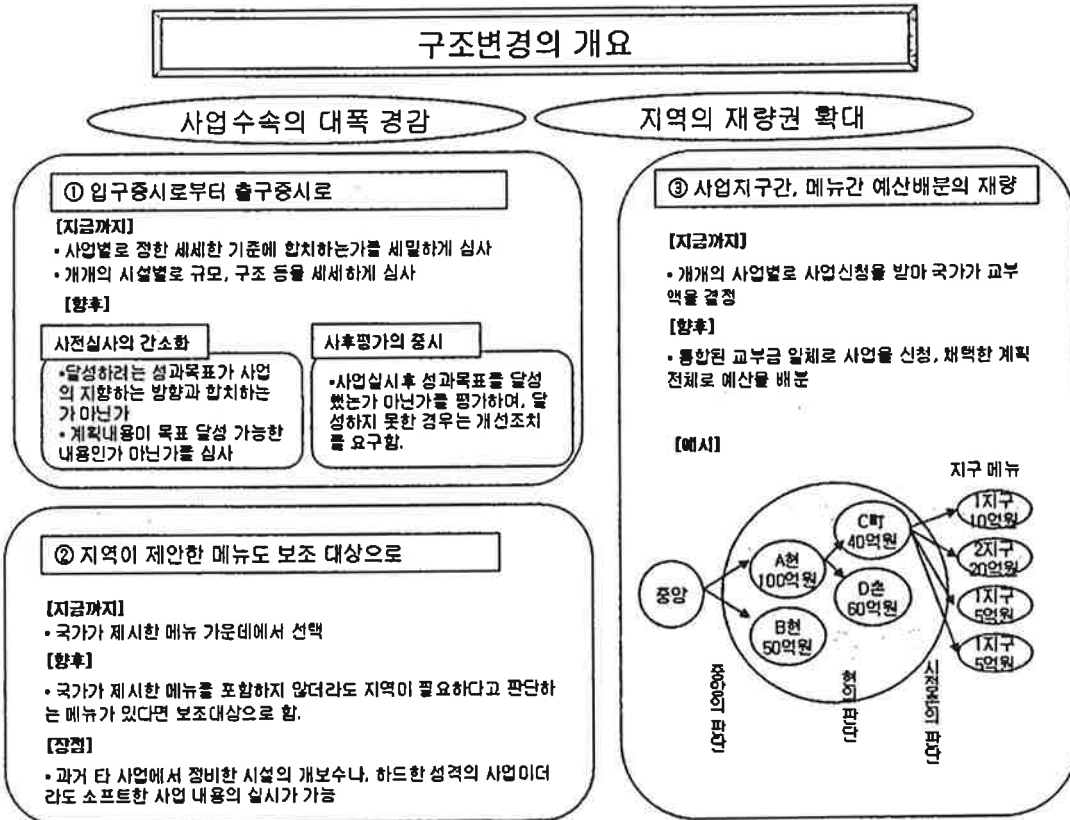 구조변경의 개요
사업수속의 대폭 경감
지역의 재량권 확대
① 입구중시로부터 출구중시로
[지금까지]
• 사업별로 정한 세세한 기준에 합치하는가를 세밀하게 심사
• 개개의 시설별로 규모, 구조 등을 세세하게 심사
[향후]
사전실사의 간소화
•달성하려는 성과목표가 사업
의 지향하는 방향과 합치하는
가 아닌가
• 계획내용이 목표 달성 가능한
내용인가 아닌가를 심사
사후평가의 중시
•사업실시후 성과목표를 달성
했는가 아닌가를 평가하며, 달
성하지 못한 경우는 개선조치
를 요구함.
② 지역이 제안한 메뉴도 보조 대상으로
[지금까지]
• 국가가 제시한 메뉴 가운데에서 선택
[향후]
• 국가가 제시한 메뉴를 포함하지 않더라도 지역이 필요하다고 판단하
는 메뉴가 있다면 보조대상으로 함.
[장점]
• 과거 타 사업에서 정비한 시설의 개보수나, 하드한 성격의 사업이더
라도 소프트한 사업 내용의 실시가 가능
③ 사업지구간, 메뉴간 예산배분의 재량
[지금까지]
• 개개의 사업별로 사업신청을 받아 국가가 교부
액을 결정
[향후]
• 통합된 교부금 일체로 사업을 신청, 채택한 계획
전체로 예산을 배분
[예시]
지구 메뉴
중앙
A현
100억원
B현
50억원
C町
40억원
D촌
60억원
1지구
10억원
2지구
20억원
1지구
5억원
1지구
5억원
중앙의 판단
현의 판단
시정촌의 판단